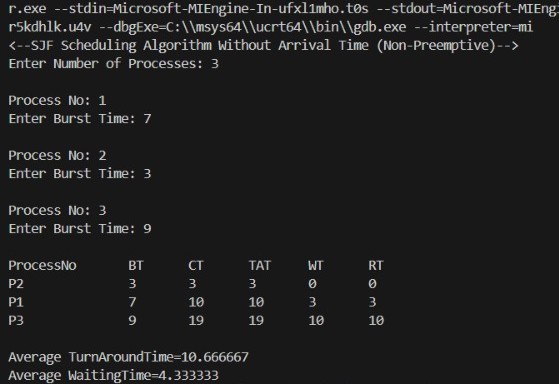 r.exe --stdin=Microsoft-MIEngine-In-ufxl1mho.t0s --stdout=Microsoft-MIEngi
r5kdhlk.u4v --dbgExe=C:\\msys64\\ucrt64\\bin\\gdb.exe --interpreter=mi
<--SJF Scheduling Algorithm Without Arrival Time (Non-Preemptive)-->
Enter Number of Processes: 3
Process No: 1
Enter Burst Time: 7
Process No: 2
Enter Burst Time: 3
Process No: 3
Enter Burst Time: 9
ProcessNo BT CT TAT WT RT
P2 3 3 3 0 0
P1 7 10 10 3 3
P3 9 19 19 10 10
Average TurnAroundTime=10.666667
Average WaitingTime=4.333333